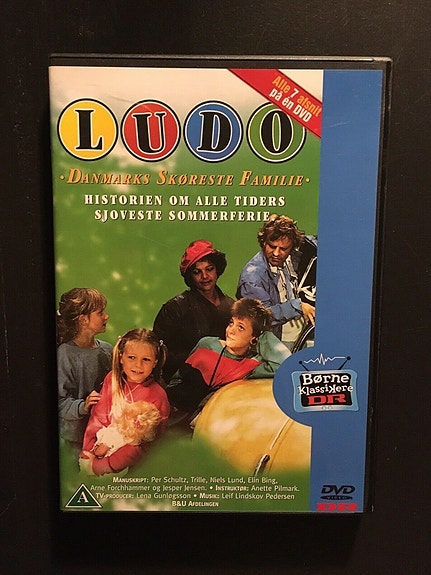 Alle 7 afsnit
på én DVD
LUDO
· DANMARKS SKØRESTE FAMILIE ·
HISTORIEN OM ALLE TIDERS
SJOVESTE SOMMERFERIE
Børne
Klassikere
DR
MANUSKRIPT: Per Schultz, Trille, Niels Lund, Elin Bing,
Arne Forchhammer og Jesper Jensen. · INSTRUKTØR: Anette Pilmark.
TV-PRODUCER: Lena Gunløgsson · MUSIK: Leif Lindskov Pedersen
B&U AFDELINGEN
A
DVD
VIDEO